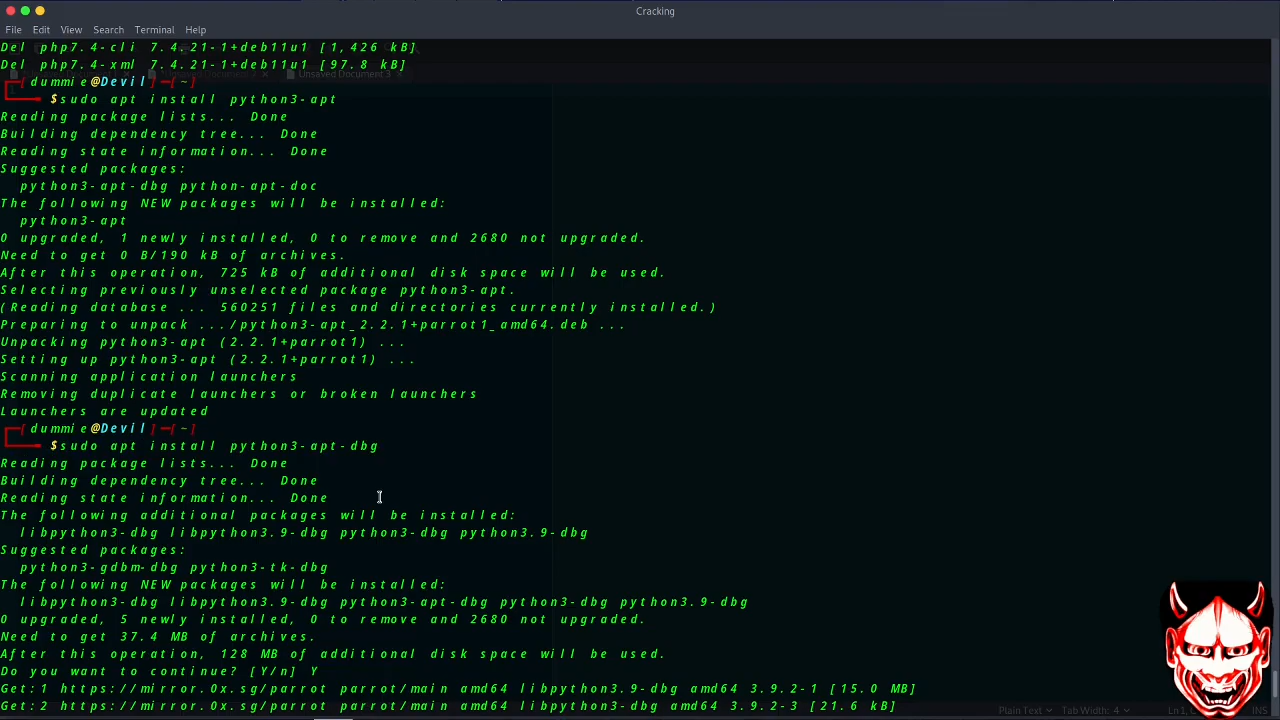 Cracking
File Edit View Search Terminal Help
Del php7.4-cli 7.4.21-1+deb11u1 [1,426 kB]
Del php7.4-xml 7.4.21-1+deb11u1 [97.8 kB]
Unsaved Document 3
[dummie@Devil]-[~]
$sudo apt install python3-apt
Reading package lists... Done
Building dependency tree... Done
Reading state information... Done
Suggested packages:
python3-apt-dbg python-apt-doc
The following NEW packages will be installed:
python3-apt
0 upgraded, 1 newly installed, 0 to remove and 2680 not upgraded.
Need to get 0 B/190 kB of archives.
After this operation, 725 kB of additional disk space will be used.
Selecting previously unselected package python3-apt.
(Reading database ... 560251 files and directories currently installed.)
Preparing to unpack .../python3-apt_2.2.1+parrot1_amd64.deb ...
Unpacking python3-apt (2.2.1+parrot1) ...
Setting up python3-apt (2.2.1+parrot1) ...
Scanning application launchers
Removing duplicate launchers or broken launchers
Launchers are updated
[dummie@Devil]-[~]
$sudo apt install python3-apt-dbg
Reading package lists... Done
Building dependency tree... Done
Reading state information... Done
The following additional packages will be installed:
libpython3-dbg libpython3.9-dbg python3-dbg python3.9-dbg
Suggested packages:
python3-gdbm-dbg python3-tk-dbg
The following NEW packages will be installed:
libpython3-dbg libpython3.9-dbg python3-apt-dbg python3-dbg python3.9-dbg
0 upgraded, 5 newly installed, 0 to remove and 2680 not upgraded.
Need to get 37.4 MB of archives.
After this operation, 128 MB of additional disk space will be used.
Do you want to continue? [Y/n] Y
Get:1 https://mirror.0x.sg/parrot parrot/main amd64 libpython3.9-dbg amd64 3.9.2-1 [15.0 MB]
Get:2 https://mirror.0x.sg/parrot parrot/main amd64 libpython3-dbg amd64 3.9.2-3 [21.6 kB]
Plain Text Tab Width: 4 Ln 1, INS